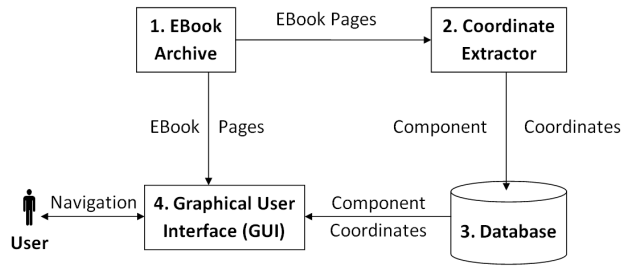 1. EBook
Archive
EBook Pages
2. Coordinate
Extractor
EBook Pages
Component Coordinates
Navigation
User
4. Graphical User
Interface (GUI)
Component
Coordinates
3. Database